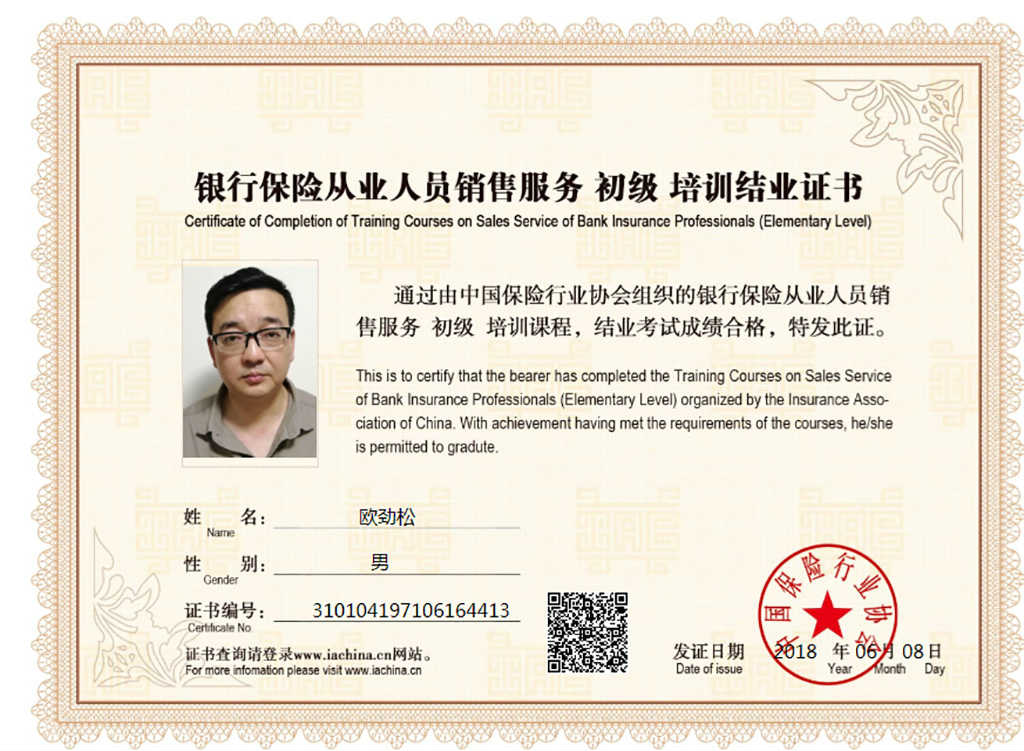 银行保险从业人员销售服务 初级 培训结业证书
Certificate of Completion of Training Courses on Sales Service of Bank Insurance Professionals (Elementary Level)
通过由中国保险行业协会组织的银行保险从业人员销
售服务 初级 培训课程，结业考试成绩合格，特发此证。
This is to certify that the bearer has completed the Training Courses on Sales Service
of Bank Insurance Professionals (Elementary Level) organized by the Insurance Asso-
ciation of China. With achievement having met the requirements of the courses, he/she
is permitted to gradute.
姓 名： 欧劲松
Name
性 别： 男
Gender
证书编号： 310104197106164413
Certificate No.
证书查询请登录www.iachina.cn网站。
For more infomation please visit www.iachina.cn
中国保险行业协会
发证日期 2018 年 06月 08日
Date of issue Year Month Day